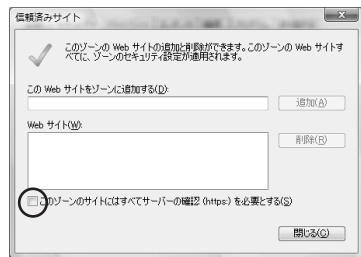 信頼済みサイト
このゾーンの Web サイトの追加と削除ができます。このゾーンの Web サイトす
べてに、ゾーンのセキュリティ設定が適用されます。
この Web サイトをゾーンに追加する(D):
追加(A)
Web サイト(W):
削除(R)
このゾーンのサイトにはすべてサーバーの確認 (https:) を必要とする(S)
閉じる(C)